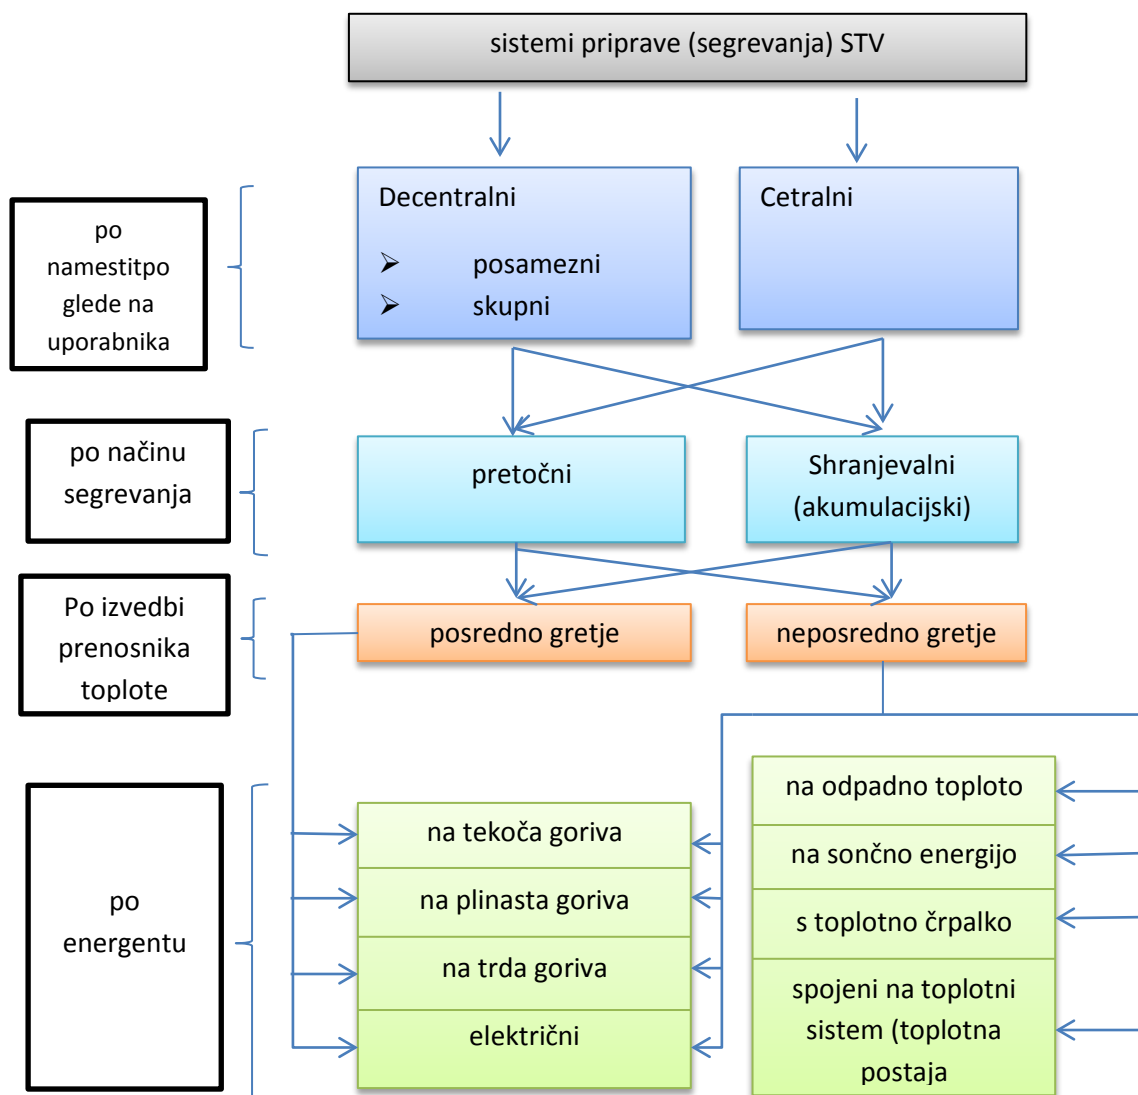 sistemi priprave (segrevanja) STV
po
namestitpo
glede na
uporabnika
Decentralni
➢ posamezni
➢ skupni
Cetralni
po načinu
segrevanja
pretočni
Shranjevalni
(akumulacijski)
Po izvedbi
prenosnika
toplote
posredno gretje
neposredno gretje
po
energentu
na tekoča goriva
na plinasta goriva
na trda goriva
električni
na odpadno toploto
na sončno energijo
s toplotno črpalko
spojeni na toplotni
sistem (toplotna
postaja